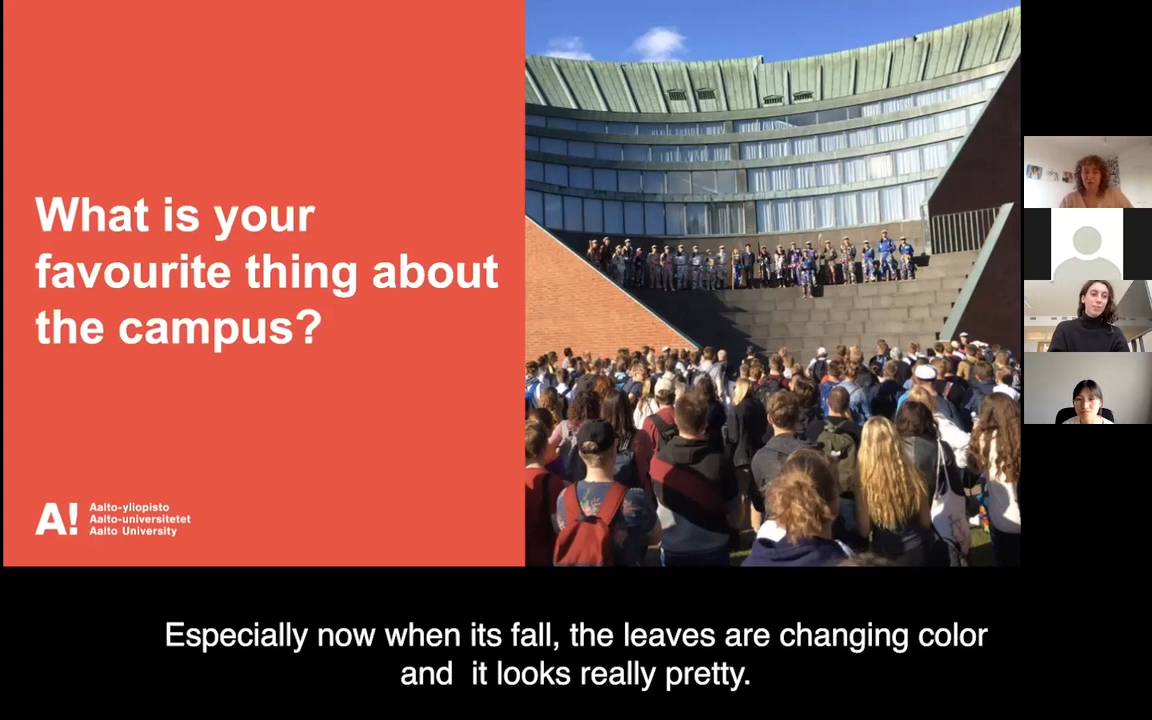 What is your
favourite thing about
the campus?
A!
Aalto-yliopisto
Aalto-universitetet
Aalto University
Especially now when its fall, the leaves are changing color
and  it looks really pretty.